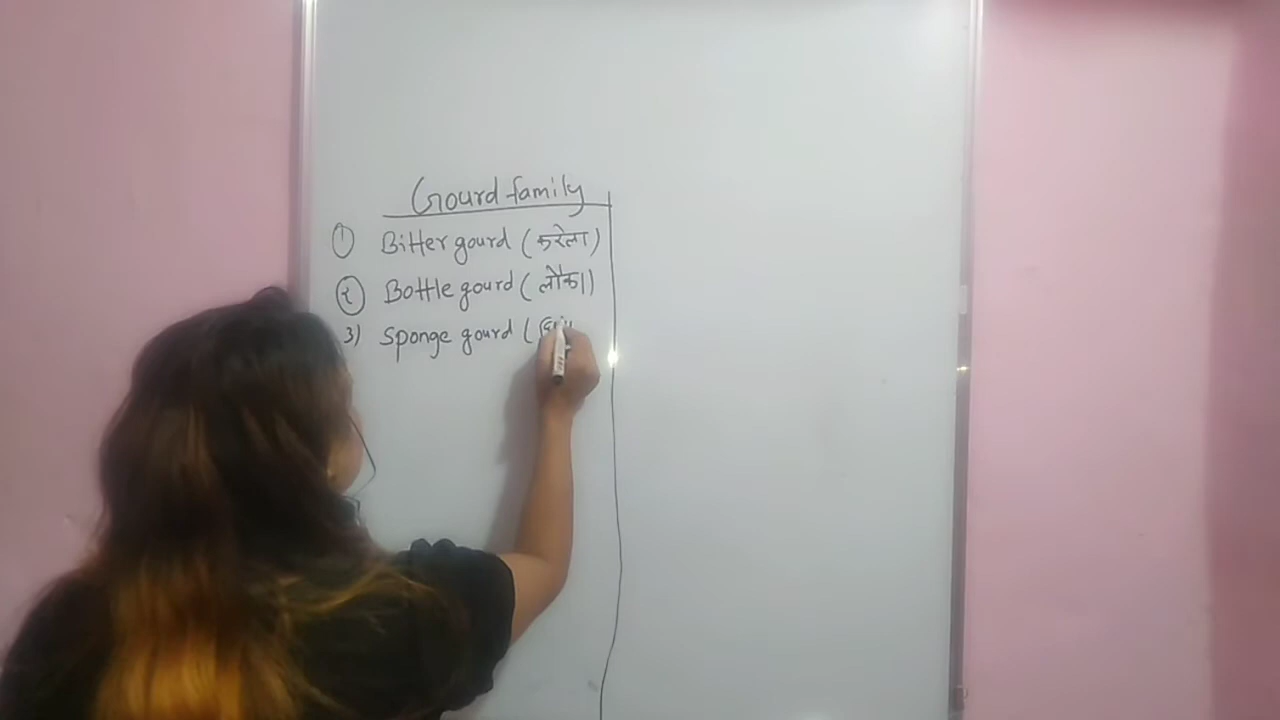 Gourd family
1 Bitter gourd (करेला)
2 Bottle gourd (लौका)
3) Sponge gourd (